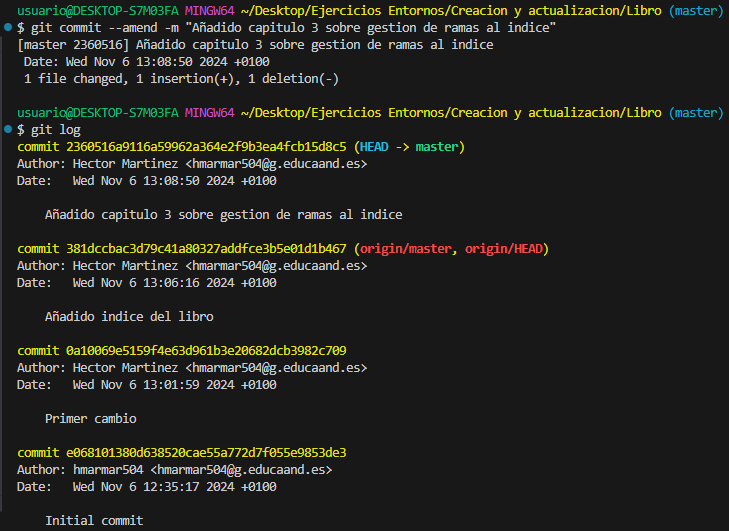 usuario@DESKTOP-S7M03FA MINGW64 ~/Desktop/Ejercicios Entornos/Creacion y actualizacion/Libro (master)
$ git commit --amend -m "Añadido capitulo 3 sobre gestion de ramas al indice"
[master 2360516] Añadido capitulo 3 sobre gestion de ramas al indice
Date: Wed Nov 6 13:08:50 2024 +0100
1 file changed, 1 insertion(+), 1 deletion(-)
usuario@DESKTOP-S7M03FA MINGW64 ~/Desktop/Ejercicios Entornos/Creacion y actualizacion/Libro (master)
$ git log
commit 2360516a9116a59962a364e2f9b3ea4fcb15d8c5 (HEAD -> master)
Author: Hector Martinez <hmarmar504@g.educaand.es>
Date: Wed Nov 6 13:08:50 2024 +0100
Añadido capitulo 3 sobre gestion de ramas al indice
commit 381dccbac3d79c41a80327addfce3b5e01d1b467 (origin/master, origin/HEAD)
Author: Hector Martinez <hmarmar504@g.educaand.es>
Date: Wed Nov 6 13:06:16 2024 +0100
Añadido indice del libro
commit 0a10069e5159f4e63d961b3e20682dcb3982c709
Author: Hector Martinez <hmarmar504@g.educaand.es>
Date: Wed Nov 6 13:01:59 2024 +0100
Primer cambio
commit e068101380d638520cae55a772d7f055e9853de3
Author: hmarmar504 <hmarmar504@g.educaand.es>
Date: Wed Nov 6 12:35:17 2024 +0100
Initial commit